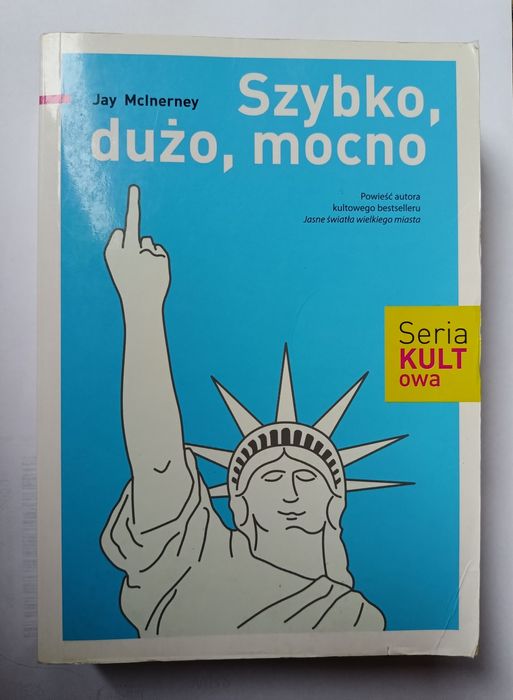 Jay McInerney
Szybko,
dużo, mocno
Powieść autora
kultowego bestselleru
Jasne światła wielkiego miasta
Seria
KULT
owa